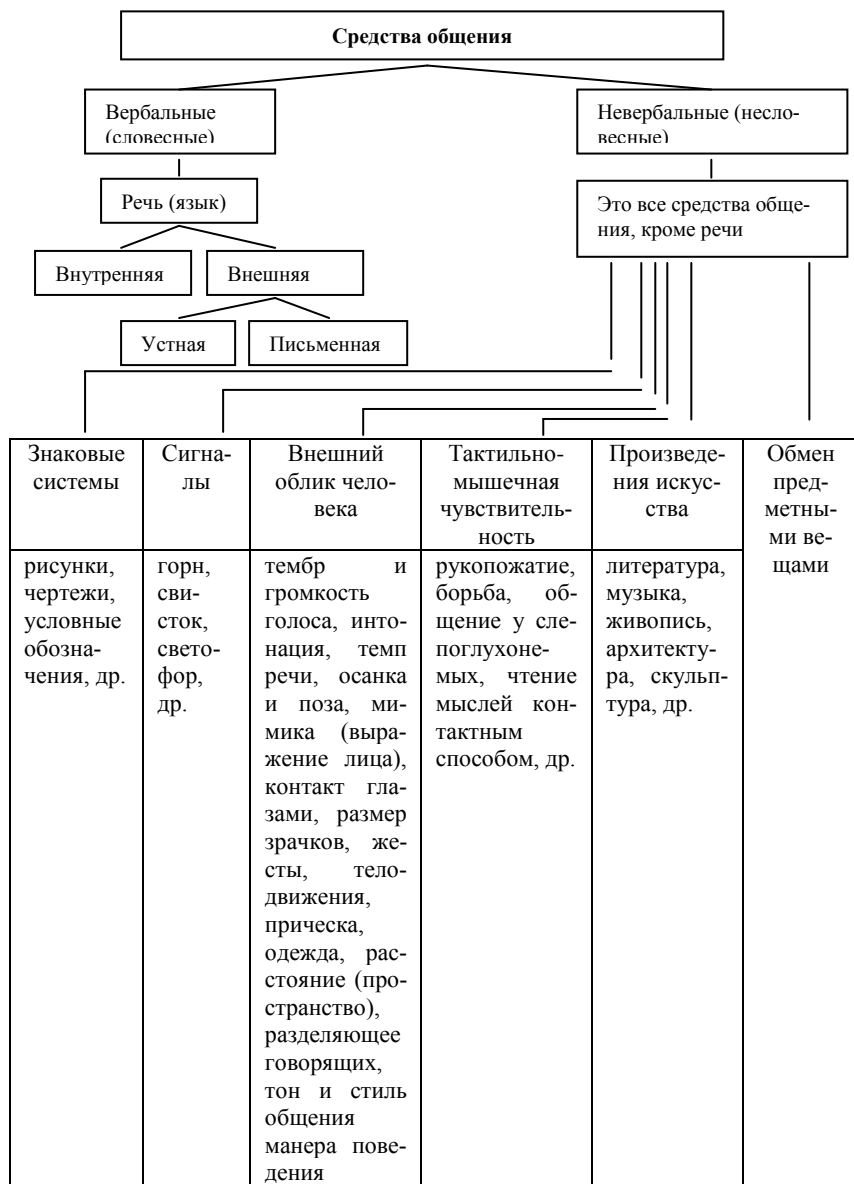 Средства общения
Вербальные
(словесные)
Невербальные (несло-
весные)
Речь (язык)
Это все средства обще-
ния, кроме речи
Внутренняя
Внешняя
Устная
Письменная
Знаковые
системы
Сигна-
лы
Внешний
облик чело-
века
Тактильно-
мышечная
чувствитель-
ность
Произведе-
ния искус-
ства
Обмен
пред-
метны-
ми ве-
щами
рисунки,
чертежи,
условные
обозна-
чения, др.
горн,
сви-
сток,
свето-
фор,
др.
тембр и
громкость
голоса, инто-
нация, темп
речи, осанка
и поза, ми-
мика (выра-
жение лица),
контакт гла-
зами, размер
зрачков, же-
сты, тело-
движения,
прическа,
одежда, рас-
стояние (про-
странство),
разделяющее
говорящих,
тон и стиль
общения
манера пове-
дения
рукопожатие,
борьба, об-
щение у сле-
поглухоне-
мых, чтение
мыслей кон-
тактным
способом, др.
литература,
музыка,
живопись,
архитекту-
ра, скульп-
тура, др.